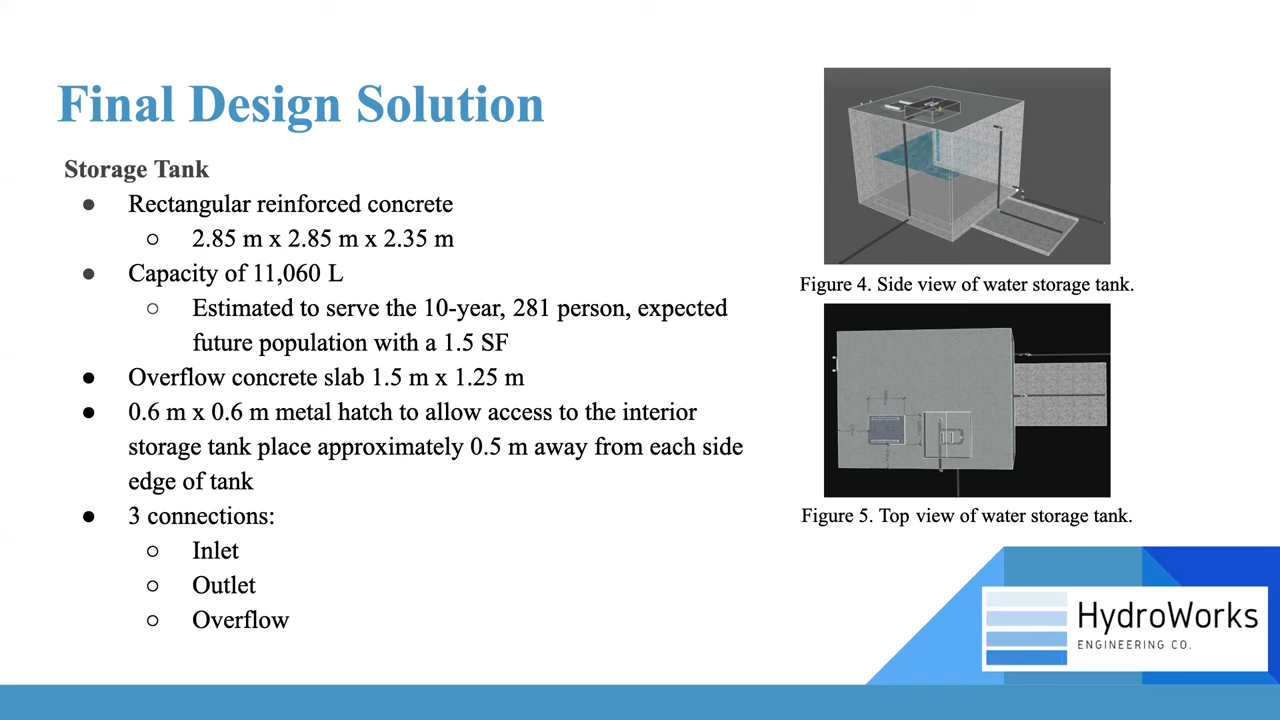 Final Design Solution
Storage Tank
● Rectangular reinforced concrete
○ 2.85 m x 2.85 m x 2.35 m
● Capacity of 11,060 L
○ Estimated to serve the 10-year, 281 person, expected
future population with a 1.5 SF
● Overflow concrete slab 1.5 m x 1.25 m
● 0.6 m x 0.6 m metal hatch to allow access to the interior
storage tank place approximately 0.5 m away from each side
edge of tank
● 3 connections:
○ Inlet
○ Outlet
○ Overflow
Figure 4. Side view of water storage tank.
Figure 5. Top view of water storage tank.
HydroWorks
ENGINEERING CO.